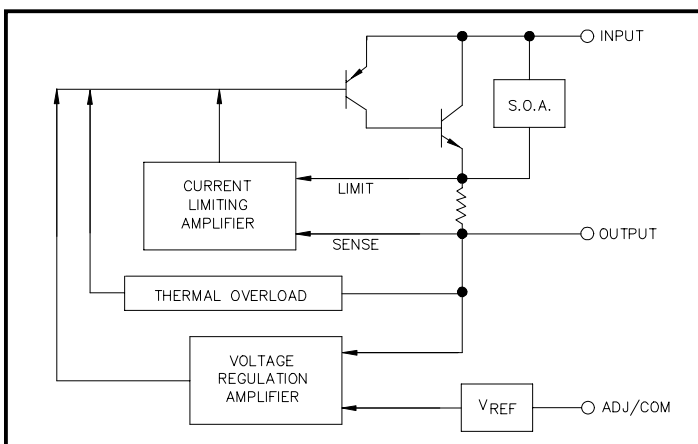 INPUT
S.O.A.
CURRENT
LIMITING
AMPLIFIER
LIMIT
SENSE
OUTPUT
THERMAL OVERLOAD
VOLTAGE
REGULATION
AMPLIFIER
VREF
ADJ/COM